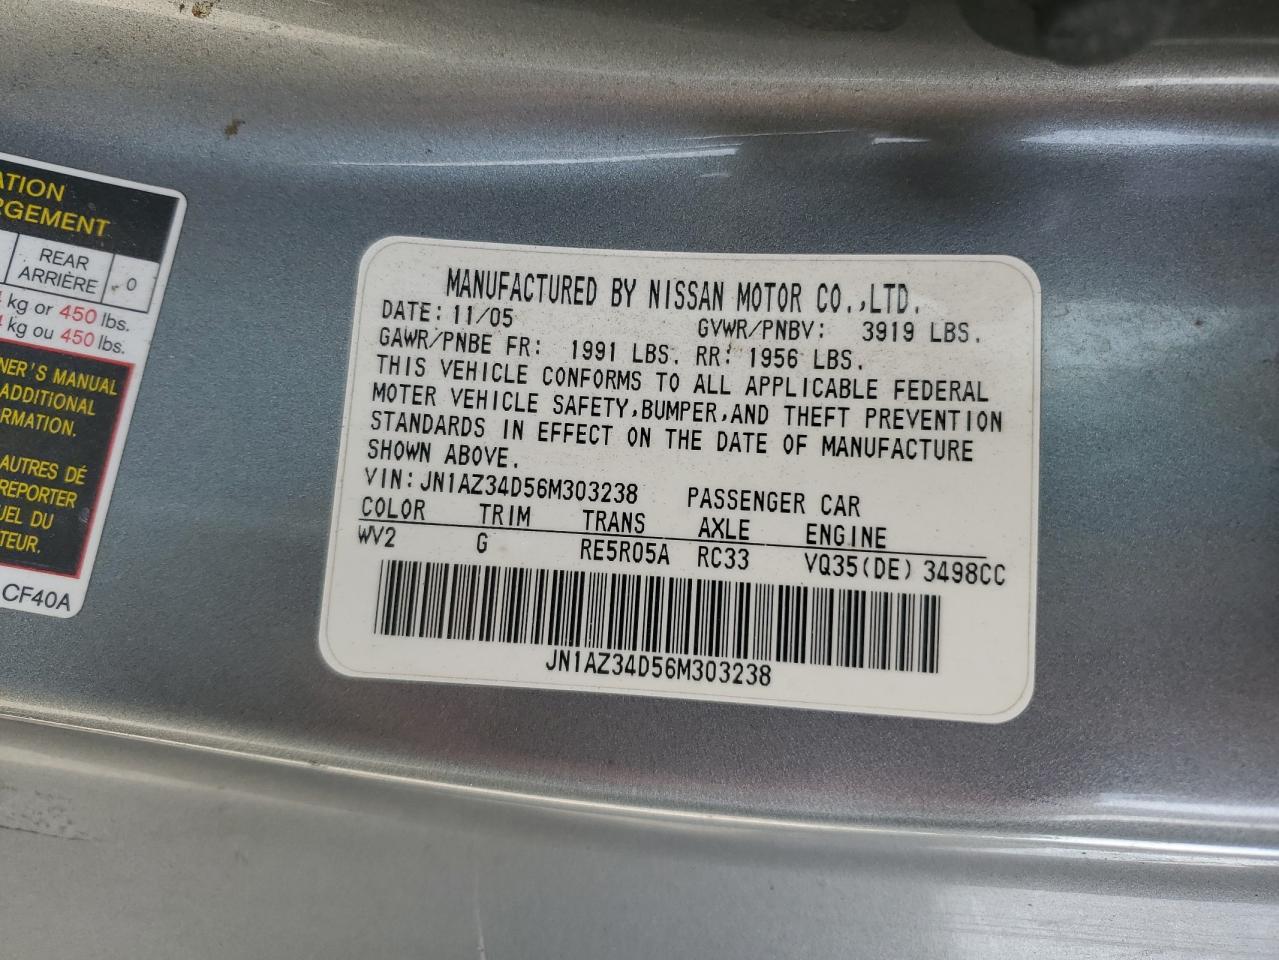 ATION
RGEMENT
REAR
ARRIÈRE 0
kg or 450 lbs.
kg ou 450 lbs.
NER'S MANUAL
ADDITIONAL
RMATION.
AUTRES DÉ
REPORTER
UEL DU
TEUR.
CF40A
MANUFACTURED BY NISSAN MOTOR CO.,LTD.
DATE: 11/05 GVWR/PNBV: 3919 LBS.
GAWR/PNBE FR: 1991 LBS. RR: 1956 LBS.
THIS VEHICLE CONFORMS TO ALL APPLICABLE FEDERAL
MOTER VEHICLE SAFETY,BUMPER,AND THEFT PREVENTION
STANDARDS IN EFFECT ON THE DATE OF MANUFACTURE
SHOWN ABOVE.
VIN: JN1AZ34D56M303238 PASSENGER CAR
COLOR TRIM TRANS AXLE ENGINE
WV2 G RE5R05A RC33 VQ35(DE) 3498CC
JN1AZ34D56M303238